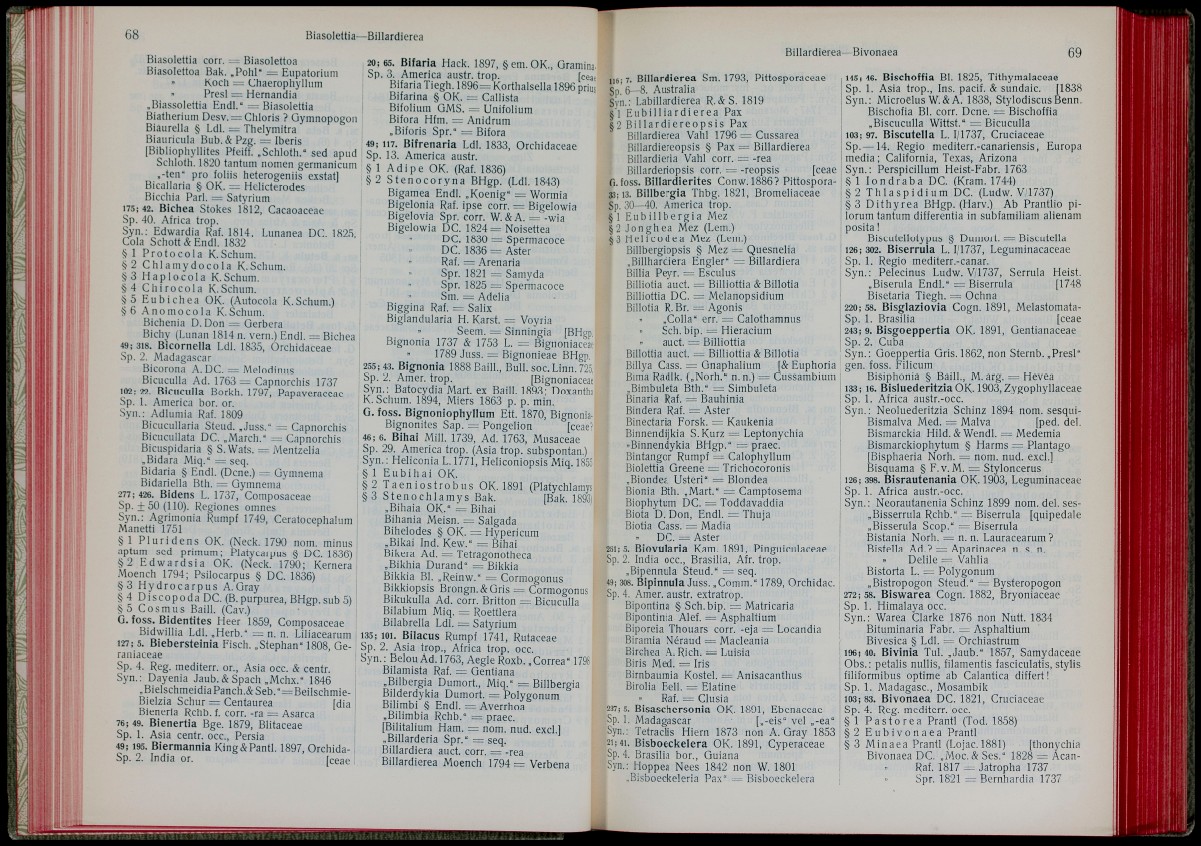 68
Biasolettia—Billardierea
Biasolettia corr. = Biasolettoa
Biasolettoa Bak. „Pohl" = Eupatorium
„ Koch = Chaerophyllum
„ Presl = Hernandia
„Biassolettia Endl." = Biasolettia
Biatherium Desv. = Chloris ? Gymnopogon
Biaurella § Ldl. = Thelymitra
Biauricula Bub. & Pzg. = Iberis
[Bibliophyllites Pfeiff. „Schloth." sed apud
Schloth. 1820 tantum nomen germanicum
„-ten" pro foliis heterogeniis exstat]
Bicallaria § OK. = Helicterodes
Bicchia Parl. = Satyrium
175; 42. Bichea Stokes 1812, Cacaoaceae
Sp. 40. Africa trop.
Syn.: Edwardia Raf. 1814. Lunanea DC. 1825,
Cola Schott & Endl. 1832
§ 1 Protocola K. Schum.
§ 2 Chlamydocola K. Schum.
§ 3 Haplocola K. Schum.
§ 4 Chirocola K. Schum.
§ 5 Eubichea OK. (Autocola K. Schum.)
§ 6 Anomocola K. Schum.
Bichenia D. Don = Gerbera
Bichy (Lunan 1814 n. vern.) Endl. = Bichea
49; 318. Bicornella Ldl. 1835, Orchidaceae
Sp. 2. Madagascar
Bicorona A. DC. = Melodinus
Bicuculla Ad. 1763 = Capnorchis 1737
102; 22. Bicuculla Borkh. 1797, Papaveraceae
Sp. 1. America bor. or.
Syn.: Adlumia Raf. 1809
Bicucullaria Steud. „Juss." = Capnorchis
Bicucullata DC. „March." = Capnorchis
Bicuspidaria § S. Wats. = Mentzelia
„Bidara Miq." = seq.
Bidaria § Endl. (Dcne.) = Gymnema
Bidariella Bth. = Gymnema
277; 426. Bidens L. 1737, Composaceae
Sp. ± 50 (110). Regiones omnes
Syn.: Agrimonia Rumpf 1749, Ceratocephalum
Manetti 1751
§ 1 Pluridens OK. (Neck. 1790 nom. minus
aptum sed primum; Platycarpus § DC. 1836)
§ 2 Edwardsia OK. (Neck. 1790; Kernera
Moench 1794; Psilocarpus § DC. 1836)
§ 3 Hydrocarpus A. Gray
§ 4 Discopoda DC. (B. purpurea, BHgp. sub 5)
§ 5 Cosmus Baill. (Cav.)
G. foss. Bidentites Heer 1859, Composaceae
Bidwillia Ldl. „Herb." = n. n. Liliacearum
127; 5. Biebersteinia Fisch. „Stephan" 1808, Ge-
raniaceae
Sp. 4. Reg. mediterr. or., Asia occ. & centr.
Syn.: Dayenia Jaub. & Spach „Mchx." 1846
„Bielschmeidia Panch. & Seb." = Beilschmie-
Bielzia Schur = Centaurea [dia
Bieneria Rchb. f. corr. -ra = Asarca
76; 49. Bienertia Bge. 1879, Blitaceae
Sp. 1. Asia centr. occ., Persia
49; 195. Biermannia King & Pantl. 1897, Orchida-
Sp. 2. India or. [ceae
20; 65. Bifaria Hack. 1897, § em. OK., Gramina-
Sp. 3. America austr. trop. [ceae
Bifaria Tiegh. 1896 = Korthalsella 1896 prius
Bifarina § OK. = Callista
Bifolium GMS. = Unifolium
Bifora Hfm. = Anidrum
„Biforis Spr." = Bifora
49; 117. Bifrenaria Ldl. 1833, Orchidaceae
Sp. 13. America austr.
§ 1 Adipe OK. (Raf. 1836)
§ 2 Stenocoryna BHgp. (Ldl. 1843)
Bigamea Endl. „Koenig" = Wormia
Bigelonia Raf. ipse corr. = Bigelowia
Bigelovia Spr. corr. W. & A. = -wia
Bigelowia DC. 1824 = Noisettea
„ DC. 1830 = Spermacoce
„ DC. 1836 = Aster
„ Raf. = Arenaria
„ Spr. 1821 = Samyda
„ Spr. 1825 = Spermacoce
„ Sm. = Adelia
Biggina Raf. = Salix
Biglandularia H. Karst. = Voyria
„ Seem. = Sinningia [BHgp.
Bignonia 1737 & 1753 L. = Bignoniaceae
„ 1789 Juss. = Bignonieae BHgp.
255; 43. Bignonia 1888 Baill., Bull. soc. Linn. 725,
Sp. 2. Amer. trop. [Bignoniaceae
Syn.: Batocydia Mart. ex Baill. 1893; Doxantha
K. Schum. 1894, Miers 1863 p. p. min.
G. foss. Bignoniophyllum Ett. 1870, Bignonia-
Bignonites Sap. = Pongelion [ceae?
46; 6. Bihai Mill. 1739, Ad. 1763, Musaceae
Sp. 29. America trop. (Asia trop. subspontan.)
Syn.: Heliconia L. 1771, Heliconiopsis Miq. 1855
§ 1 Eubihai OK.
§ 2 Taeniostrobus OK. 1891 (Platychlamys
§ 3 Stenochlamys Bak. [Bak. 1893)
„Bihaia OK." = Bihai
Bihania Meisn. = Salgada
Bihelodes § OK. = Hypericum
„Bikai Ind. Kew." = Bihai
Bikera Ad. = Tetragonotheca
„Bikhia Durand" = Bikkia
Bikkia Bl. „Reinw." = Cormogonus
Bikkiopsis Brongn. & Gris = Cormogonus
Bikukulla Ad. corr. Britton = Bicuculla
Bilabium Miq. = Roettlera
Bilabrella Ldl. = Satyrium
135; 101. Bilacus Rumpf 1741, Rutaceae
Sp. 2. Asia trop., Africa trop. occ.
Syn.: Belou Ad. 1763, Aegle Roxb. „Correa" 1798
Bilamista Raf. = Gentiana
„Bilbergia Dumort., Miq." = Billbergia
Bilderdykia Dumort. = Polygonum
Bilimbi § Endl. = Averrhoa
„Bilimbia Rchb." = praec.
[Bilitalium Ham. = nom. nud. excl.]
„Billarderia Spr." = seq.
Billardiera auct. corr. = -rea
Billardierea Moench 1794 = Verbena
Billardierea—Bivonaea
69
116; 7. Billardierea Sm. 1793, Pittosporaceae
Sp. 6—8. Australia
Syn.: Labillardierea R. & S. 1819
§ 1 Eubilliardierea Pax
§ 2 Billardiereopsis Pax
Billardierea Vahl 1796 = Cussarea
Billardiereopsis § Pax = Billardierea
Billardieria Vahl corr. = -rea
Billarderiopsis corr. = -reopsis [ceae
G. foss. Billardierites Conw. 1886? Pittospora-
33; 13. Billbergia Thbg. 1821, Bromeliaceae
Sp. 30—40. America trop.
§ 1 Eubillbergia Mez
§ 2 Jonghea Mez (Lem.)
§ 3 Helicodea Mez (Lem.)
Billbergiopsis § Mez = Quesnelia
„Billharciera Engler" = Billardiera
Billia Peyr. = Esculus
Billiotia auct. = Billiottia & Billotia
Billiottia DC. = Melanopsidium
Billotia R. Br. = Agonis
„ „Colla" err. = Calothamnus
„ Sch. bip. = Hieracium
„ auct. = Billiottia
Billottia auct. = Billiottia & Billotia
Billya Cass. = Gnaphalium [& Euphoria
Bima Radlk. („Norh." n. n.) = Cussambium
„Bimbuleta Bth." = Simbuleta
Binaria Raf. = Bauhinia
Bindera Raf. = Aster
Binectaria Forsk. = Kaukenia
Binnendijkia S. Kurz = Leptonychia
„Binnendykia BHgp." = praec.
Bintangor Rumpf = Calophyllum
Biolettia Greene = Trichocoronis
„Biondea Usteri" = Blondea
Bionia Bth. „Mart." = Camptosema
Biophytum DC. = Toddavaddia
Biota D. Don, Endl. = Thuja
Biotia Cass. = Madia
„ DC. = Aster
261; 5. Biovularia Kam. 1891, Pinguiculaceae
Sp. 2. India occ., Brasilia, Afr. trop.
„Bipennula Steud." = seq.
49; 308. Bipinnula Juss. „Comm." 1789, Orchidac.
Sp. 4. Amer. austr. extratrop.
Bipontina § Sch. bip. = Matricaria
Bipontinia Alef. = Asphaltium
Biporeia Thouars corr. -eja = Locandia
Biramia Néraud = Macleania
Birchea A. Rich. = Luisia
Biris Med. = Iris
Birnbaumia Kostel. = Anisacanthus
Birolia Bell. = Elatine
„ Raf. = Clusia
227; 5. Bisaschersonia OK. 1891, Ebenaceae
Sp. 1. Madagascar [„-eis" vel „-ea"
Syn.: Tetraclis Hiern 1873 non A. Gray 1853
21; 41. Bisboeckelera OK. 1891, Cyperaceae
Sp. 4. Brasilia bor., Guiana
Syn.: Hoppea Nees 1842 non W. 1801
„Bisboeckeleria Pax" = Bisboeckelera
145; 46. Bischoffia Bl. 1825, Tithymalaceae
Sp. 1. Asia trop., Ins. pacif. & sundaic. [1838
Syn.: Microëlus W. & A. 1838, Stylodiscus Benn.
Bischofia Bl. corr. Dcne. = Bischoffia
„Biscuculla Wittst." = Bicuculla
103; 97. Biscutella L. I/1737, Cruciaceae
Sp. — 14. Regio mediterr.-canariensis, Europa
media; California, Texas, Arizona
Syn.: Perspicillum Heist-Fabr. 1763
§ 1 Iondraba DC. (Kram. 1744)
§ 2 Thlaspidium DC. (Ludw. V/1737)
§ 3 Dithyrea BHgp. (Harv.) Ab Prantlio pi-
lorum tantum differentia in subfamiliam alienam
posita!
Biscutellotypus § Dumort. = Biscutella
126; 302. Biserrula L. I/1737, Leguminaceaceae
Sp. 1. Regio mediterr.-canar.
Syn.: Pelecinus Ludw. V/1737, Serrula Heist.
„Biserula Endl." = Biserrula [1748
Bisetaria Tiegh. = Ochna
220; 58. Bisglaziovia Cogn. 1891, Melastomata-
Sp. 1. Brasilia [ceae
243; 9. Bisgoeppertia OK. 1891, Gentianaceae
Sp. 2. Cuba
Syn.: Goeppertia Gris. 1862, non Sternb. „Presl"
gen. foss. Filicum
Bisiphonia § Baill., M. arg. = Hevea
133; 16. Bisluederitzia OK. 1903, Zygophyllaceae
Sp. 1. Africa austr.-occ.
Syn.: Neoluederitzia Schinz 1894 nom. sesqui-
Bismalva Med. = Malva [ped. del.
Bismarckia Hild. & Wendl. = Medemia
Bismarckiophytum § Harms = Plantago
[Bisphaeria Norh. = nom. nud. excl.]
Bisquama § F. v. M. = Styloncerus
126; 398. Bisrautenania OK. 1903, Leguminaceae
Sp. 1. Africa austr.-occ.
Syn.: Neorautanenia Schinz 1899 nom. del. ses-
„Bisserrula Rchb." = Biserrula [quipedale
„Bisserula Scop." = Biserrula
Bistania Norh. = n. n. Lauracearum ?
Bistella Ad.? = Aparinacea n. s. n.
„ Delile = Vahlia
Bistorta L. = Polygonum
„Bistropogon Steud." = Bysteropogon
272; 58. Biswarea Cogn. 1882, Bryoniaceae
Sp. 1. Himalaya occ.
Syn.: Warea Clarke 1876 non Nutt. 1834
Bituminaria Fabr. = Asphaltium
Bivesica § Ldl. = Orchiastrum
196; 40. Bivinia Tul. „Jaub." 1857, Samydaceae
Obs.: petalis nullis, filamentis fasciculatis, stylis
filiformibus optime ab Calantica differt!
Sp. 1. Madagasc., Mosambik
103; 83. Bivonaea DC. 1821, Cruciaceae
Sp. 4. Reg. mediterr. occ.
§ 1 Pastorea Prantl (Tod. 1858)
§ 2 Eubivonaea Prantl
§ 3 Minaea Prantl (Lojac. 1881) [thonychia
Bivonaea DC. „Moc. & Ses." 1828 = Acan-
„ Raf. 1817 = Jatropha 1737
„ Spr. 1821 = Bernhardia 1737